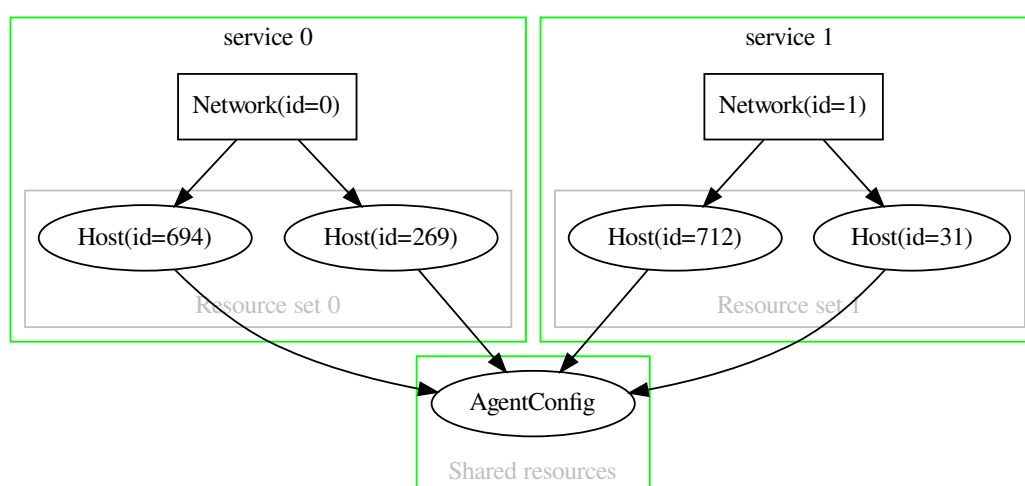 service 0
service 1
Network(id=0)
Network(id=1)
Host(id=694)
Host(id=269)
Host(id=712)
Host(id=31)
Resource set 0
Resource set 1
AgentConfig
Shared resources